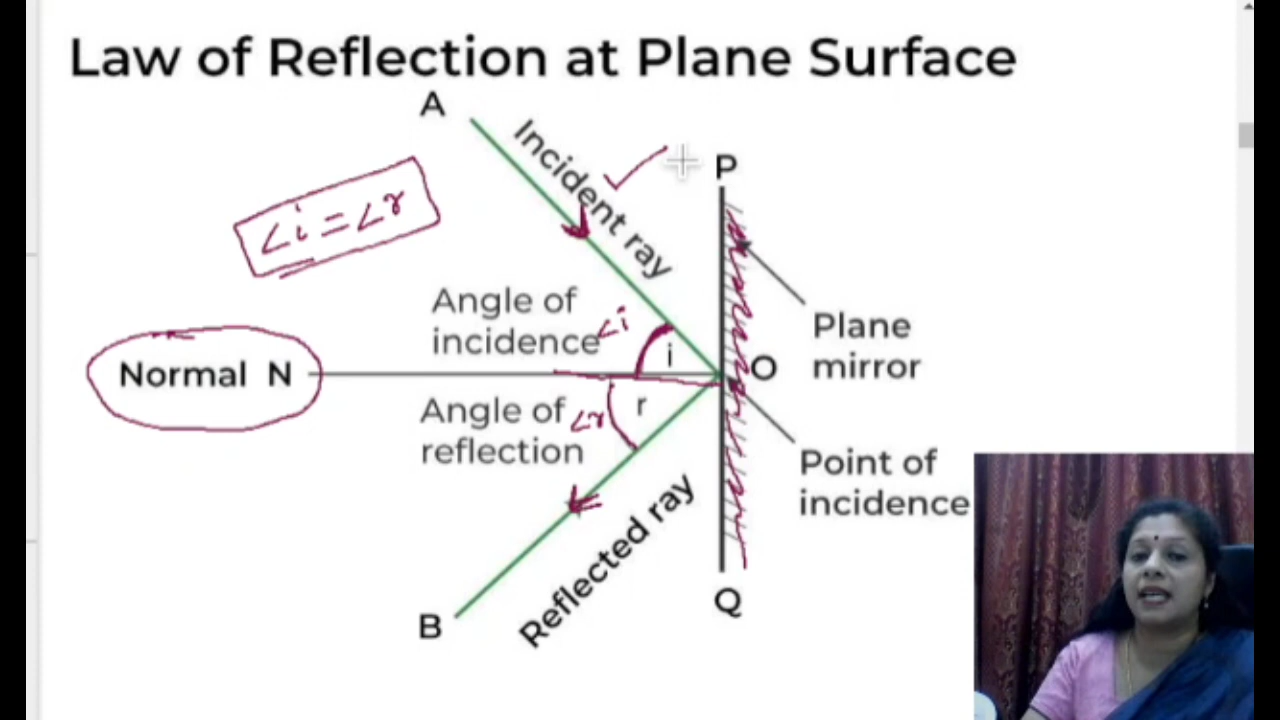 Law of Reflection at Plane Surface
A
Incident ray
P
∠i = ∠r
Angle of
incidence ∠i
i
Plane
mirror
Normal N
O
Angle of ∠r
reflection
r
Point of
incidence
Reflected ray
B
Q